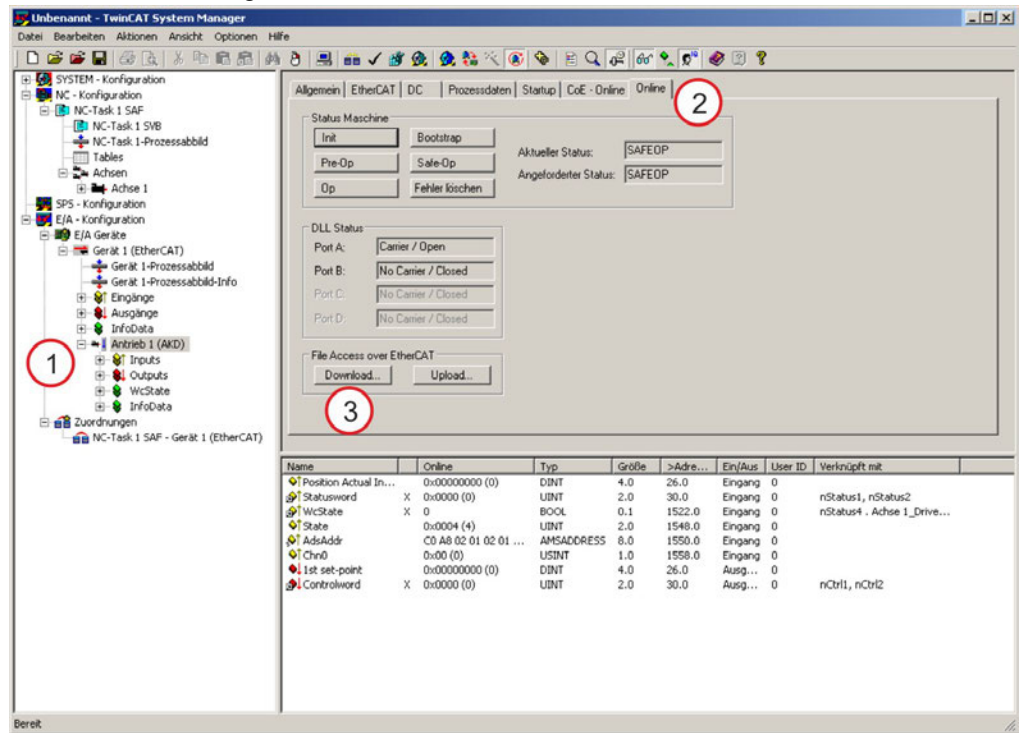 Unbenannt - TwinCAT System Manager
Datei Bearbeiten Aktionen Ansicht Optionen Hilfe
SYSTEM - Konfiguration
NC - Konfiguration
NC-Task 1 SAF
NC-Task 1 SVB
NC-Task 1-Prozessabbild
Tables
Achsen
Achse 1
SPS - Konfiguration
E/A - Konfiguration
E/A Geräte
Gerät 1 (EtherCAT)
Gerät 1-Prozessabbild
Gerät 1-Prozessabbild-Info
Eingänge
Ausgänge
InfoData
Antrieb 1 (AKD)
1
Inputs
Outputs
WcState
InfoData
Zuordnungen
NC-Task 1 SAF - Gerät 1 (EtherCAT)
Allgemein EtherCAT DC Prozessdaten Startup CoE - Online Online
2
Status Maschine
Init Bootstrap
Pre-Op Safe-Op
Op Fehler löschen
Aktueller Status: SAFEOP
Angeforderter Status: SAFEOP
DLL Status
Port A: Carrier / Open
Port B: No Carrier / Closed
Port C: No Carrier / Closed
Port D: No Carrier / Closed
File Access over EtherCAT
Download... Upload...
3
Name Online Typ Größe >Adre... Ein/Aus User ID Verknüpft mit
Position Actual In... 0x00000000 (0) DINT 4.0 26.0 Eingang 0
Statusword X 0x0000 (0) UINT 2.0 30.0 Eingang 0 nStatus1, nStatus2
WcState X 0 BOOL 0.1 1522.0 Eingang 0 nStatus4 . Achse 1_Drive...
State 0x0004 (4) UINT 2.0 1548.0 Eingang 0
AdsAddr C0 A8 02 01 02 01 ... AMSADDRESS 8.0 1550.0 Eingang 0
Chn0 0x00 (0) USINT 1.0 1558.0 Eingang 0
1st set-point 0x00000000 (0) DINT 4.0 26.0 Ausg... 0
Controlword X 0x0000 (0) UINT 2.0 30.0 Ausg... 0 nCtrl1, nCtrl2
Bereit